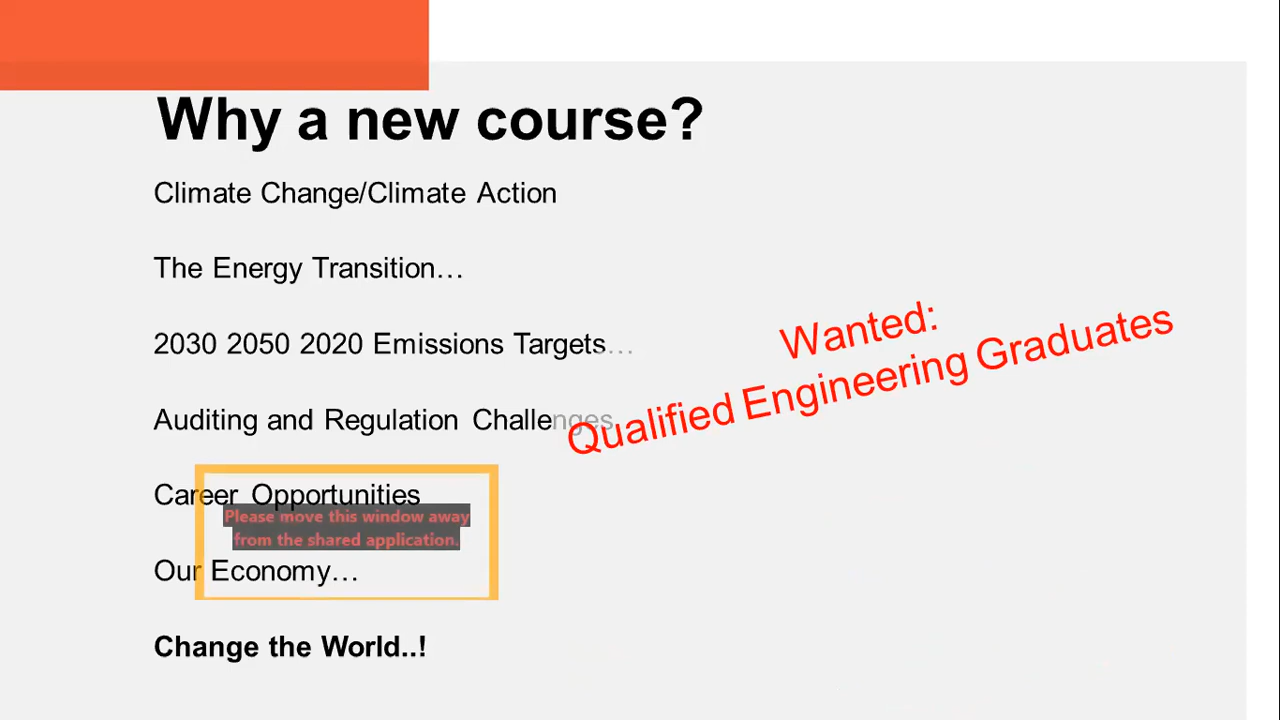 Why a new course?
Climate Change/Climate Action
The Energy Transition…
2030 2050 2020 Emissions Targets…
Wanted:
Qualified Engineering Graduates
Auditing and Regulation Challenges
Career Opportunities
Please move this window away
from the shared application.
Our Economy…
Change the World..!